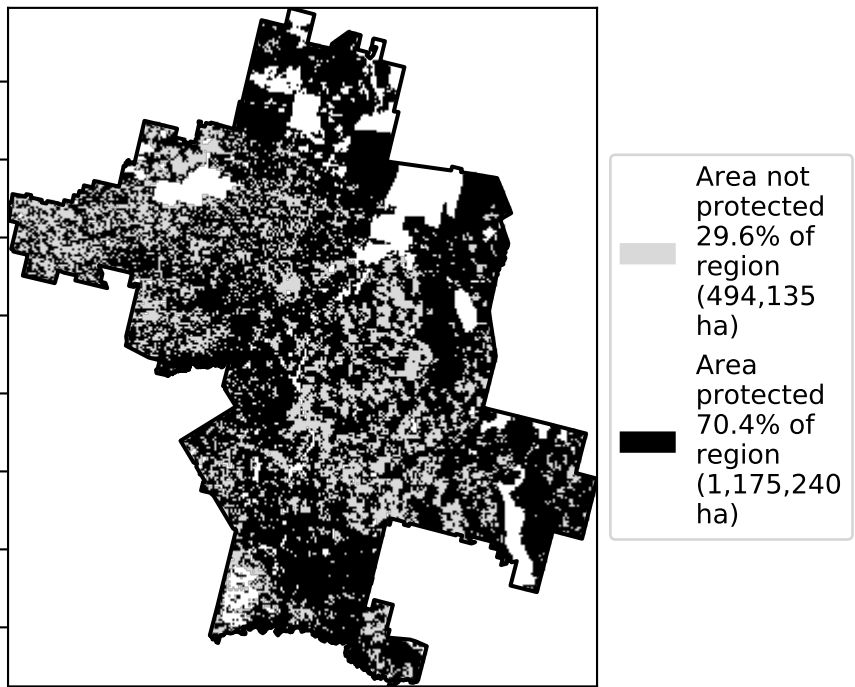 Area not
protected
29.6% of
region
(494,135
ha)
Area
protected
70.4% of
region
(1,175,240
ha)